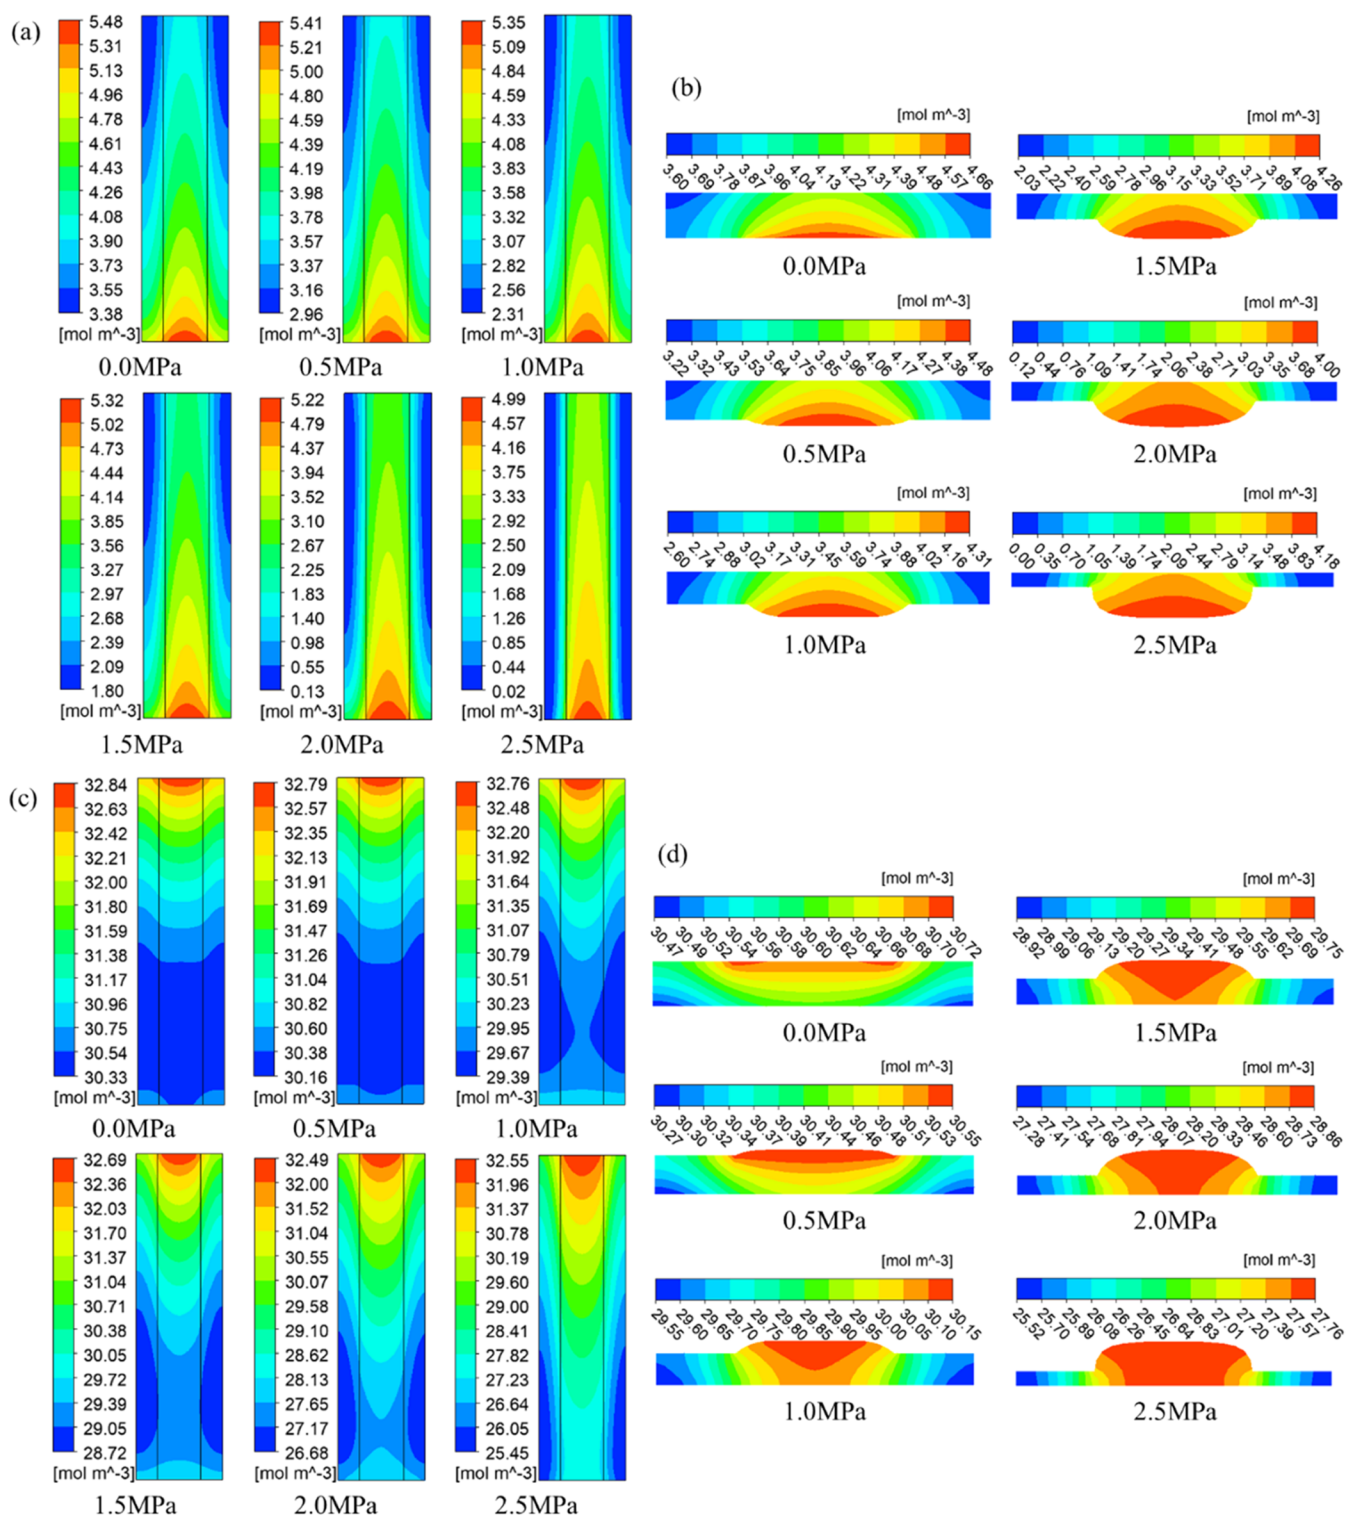 (a)
5.48
5.31
5.13
4.96
4.78
4.61
4.43
4.26
4.08
3.90
3.73
3.55
3.38
[mol m^-3]
0.0MPa
5.41
5.21
5.00
4.80
4.59
4.39
4.19
3.98
3.78
3.57
3.37
3.16
2.96
[mol m^-3]
0.5MPa
5.35
5.09
4.84
4.59
4.33
4.08
3.83
3.58
3.32
3.07
2.82
2.56
2.31
[mol m^-3]
1.0MPa
5.32
5.02
4.73
4.44
4.14
3.85
3.56
3.27
2.97
2.68
2.39
2.09
1.80
[mol m^-3]
1.5MPa
5.22
4.79
4.37
3.94
3.52
3.10
2.67
2.25
1.83
1.40
0.98
0.55
0.13
[mol m^-3]
2.0MPa
4.99
4.57
4.16
3.75
3.33
2.92
2.50
2.09
1.68
1.26
0.85
0.44
0.02
[mol m^-3]
2.5MPa
(b)
[mol m^-3]
3.60 3.69 3.78 3.87 3.96 4.04 4.13 4.22 4.31 4.39 4.48 4.57 4.66
0.0MPa
[mol m^-3]
2.03 2.22 2.40 2.59 2.78 2.96 3.15 3.33 3.52 3.71 3.89 4.08 4.26
1.5MPa
[mol m^-3]
3.22 3.32 3.43 3.53 3.64 3.75 3.85 3.96 4.06 4.17 4.27 4.38 4.48
0.5MPa
[mol m^-3]
0.12 0.44 0.76 1.09 1.41 1.74 2.06 2.38 2.71 3.03 3.35 3.68 4.00
2.0MPa
[mol m^-3]
2.60 2.74 2.88 3.02 3.17 3.31 3.45 3.59 3.74 3.88 4.02 4.16 4.31
1.0MPa
[mol m^-3]
0.00 0.35 0.70 1.05 1.39 1.74 2.09 2.44 2.79 3.14 3.48 3.83 4.18
2.5MPa
(c)
32.84
32.63
32.42
32.21
32.00
31.80
31.59
31.38
31.17
30.96
30.75
30.54
30.33
[mol m^-3]
0.0MPa
32.79
32.57
32.35
32.13
31.91
31.69
31.47
31.26
31.04
30.82
30.60
30.38
30.16
[mol m^-3]
0.5MPa
32.76
32.48
32.20
31.92
31.64
31.35
31.07
30.79
30.51
30.23
29.95
29.67
29.39
[mol m^-3]
1.0MPa
32.69
32.36
32.03
31.70
31.37
31.04
30.71
30.38
30.05
29.72
29.39
29.05
28.72
[mol m^-3]
1.5MPa
32.49
32.00
31.52
31.04
30.55
30.07
29.58
29.10
28.62
28.13
27.65
27.17
26.68
[mol m^-3]
2.0MPa
32.55
31.96
31.37
30.78
30.19
29.60
29.00
28.41
27.82
27.23
26.64
26.05
25.45
[mol m^-3]
2.5MPa
(d)
[mol m^-3]
30.47 30.49 30.52 30.54 30.56 30.58 30.60 30.62 30.64 30.66 30.68 30.70 30.72
0.0MPa
[mol m^-3]
28.92 28.99 29.06 29.13 29.20 29.27 29.34 29.41 29.48 29.55 29.62 29.69 29.75
1.5MPa
[mol m^-3]
30.27 30.30 30.32 30.34 30.37 30.39 30.41 30.44 30.46 30.48 30.51 30.53 30.55
0.5MPa
[mol m^-3]
27.28 27.41 27.54 27.68 27.81 27.94 28.07 28.20 28.33 28.46 28.60 28.73 28.86
2.0MPa
[mol m^-3]
29.55 29.60 29.65 29.70 29.75 29.80 29.85 29.90 29.95 30.00 30.05 30.10 30.15
1.0MPa
[mol m^-3]
25.52 25.70 25.89 26.08 26.26 26.45 26.64 26.83 27.01 27.20 27.39 27.57 27.76
2.5MPa